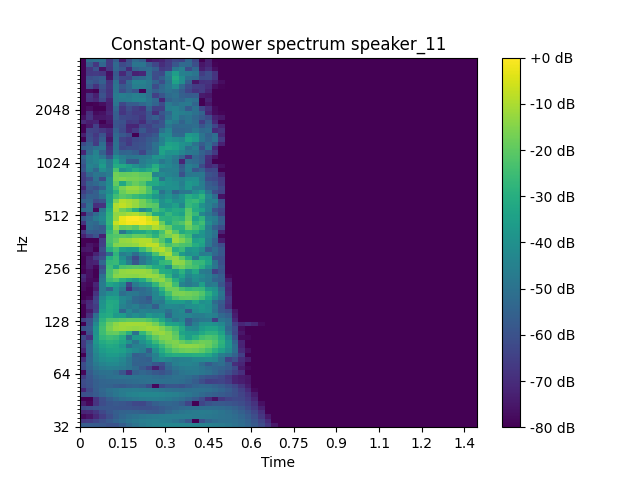 Constant-Q power spectrum speaker_11
Hz
2048
1024
512
256
128
64
32
0 0.15 0.3 0.45 0.6 0.75 0.9 1.1 1.2 1.4
Time
+0 dB
-10 dB
-20 dB
-30 dB
-40 dB
-50 dB
-60 dB
-70 dB
-80 dB